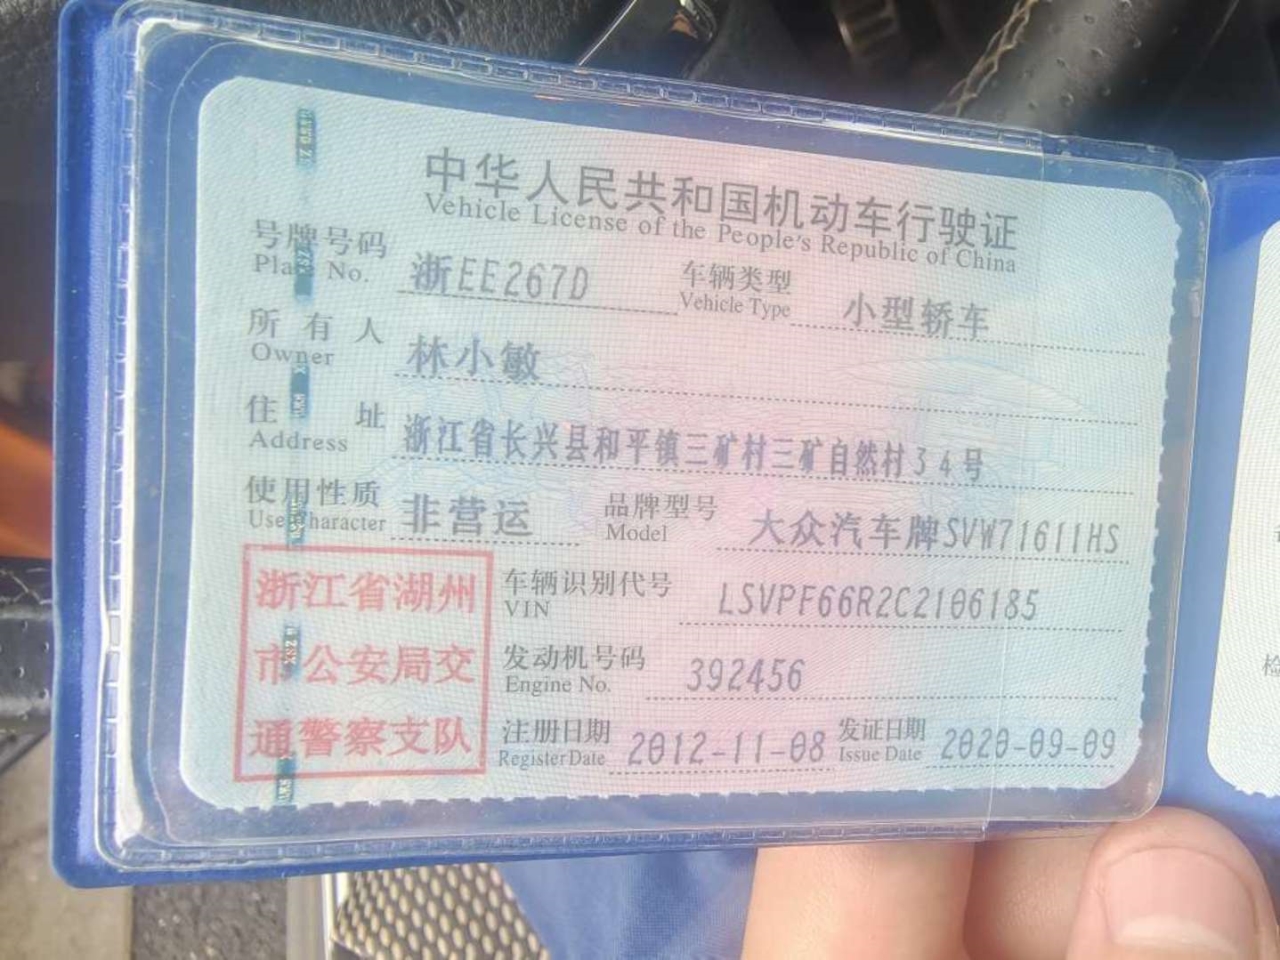 中华人民共和国机动车行驶证
Vehicle License of the People's Republic of China
号牌号码 浙EE267D 车辆类型 小型轿车
Plate No. Vehicle Type
所有人 林小敏
Owner
住址 浙江省长兴县和平镇三矿村三矿自然村34号
Address
使用性质 非营运 品牌型号 大众汽车牌SVW71611HS
Use Character Model
浙江省湖州
市公安局交
通警察支队
车辆识别代号 LSVPF66R2C2106185
VIN
发动机号码 392456
Engine No.
注册日期 2012-11-08 发证日期 2020-09-09
Register Date Issue Date
检